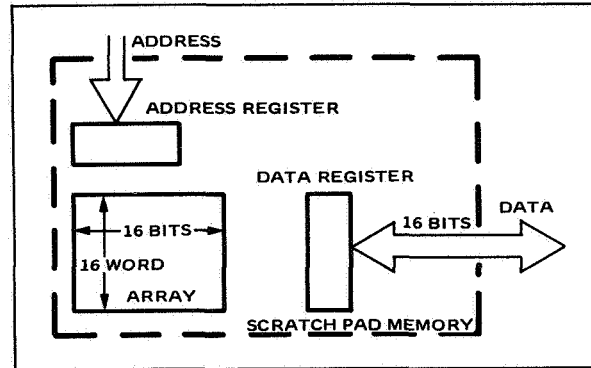 ADDRESS
ADDRESS REGISTER
DATA REGISTER
16 BITS
DATA
16 BITS
16 WORD
ARRAY
SCRATCH PAD MEMORY